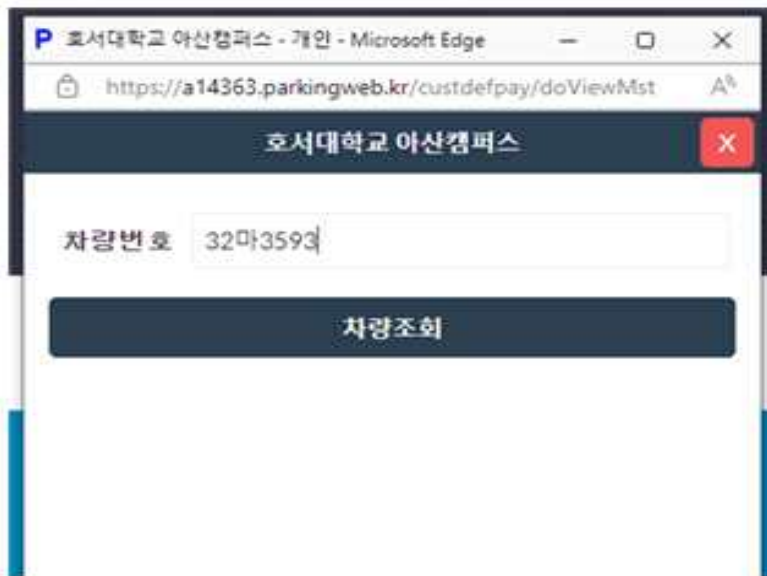 P 호서대학교 아산캠퍼스 - 개인 - Microsoft Edge
https://a14363.parkingweb.kr/custdefpay/doViewMst
호서대학교 아산캠퍼스 X
차량번호 32마3593
차량조회